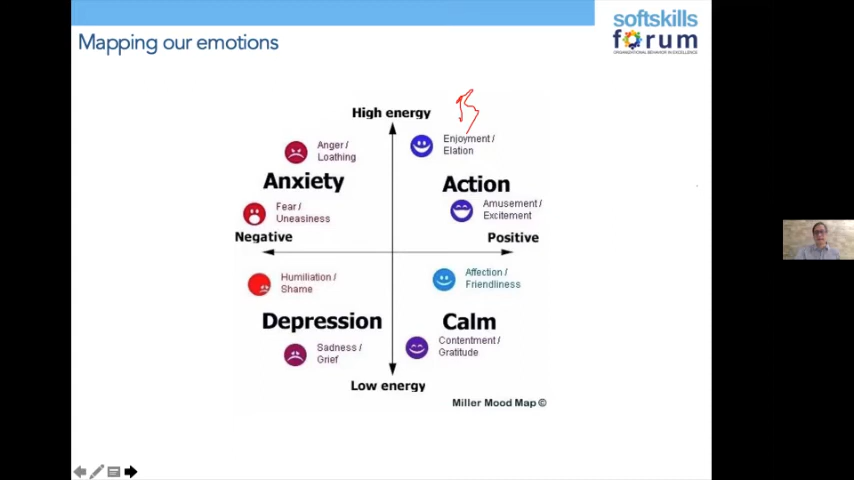 Mapping our emotions
softskills
forum
ORGANIZATIONAL BEHAVIOR IN EXCELLENCE
High energy
Anger /
Loathing
Enjoyment /
Elation
Anxiety
Action
Fear /
Uneasiness
Amusement /
Excitement
Negative
Positive
Humiliation /
Shame
Affection /
Friendliness
Depression
Calm
Sadness /
Grief
Contentment /
Gratitude
Low energy
Miller Mood Map ©